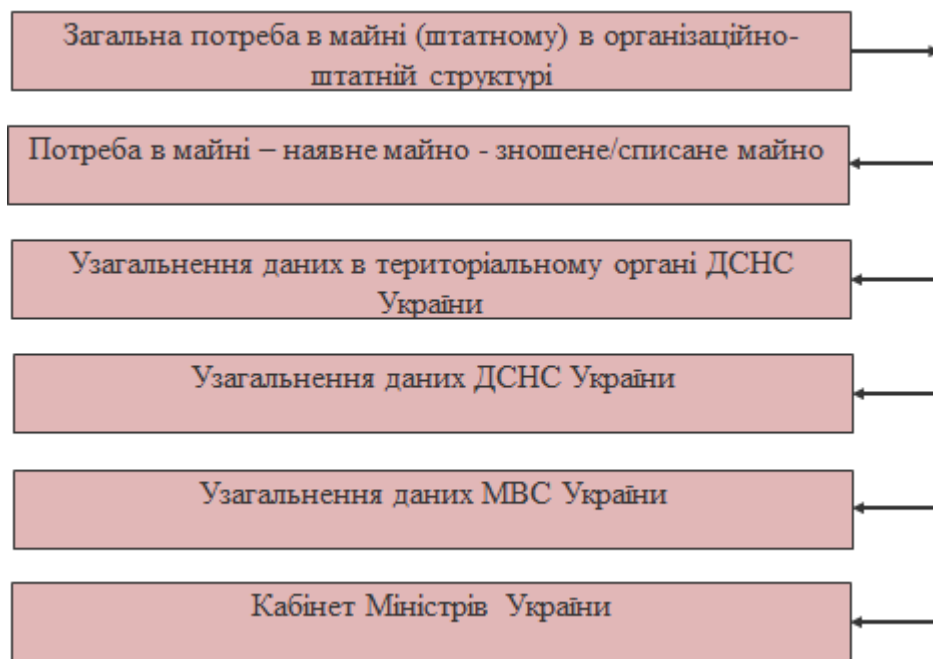 Загальна потреба в майні (штатному) в організаційно-
штатній структурі
Потреба в майні – наявне майно - зношене/списане майно
Узагальнення даних в територіальному органі ДСНС
України
Узагальнення даних ДСНС України
Узагальнення даних МВС України
Кабінет Міністрів України